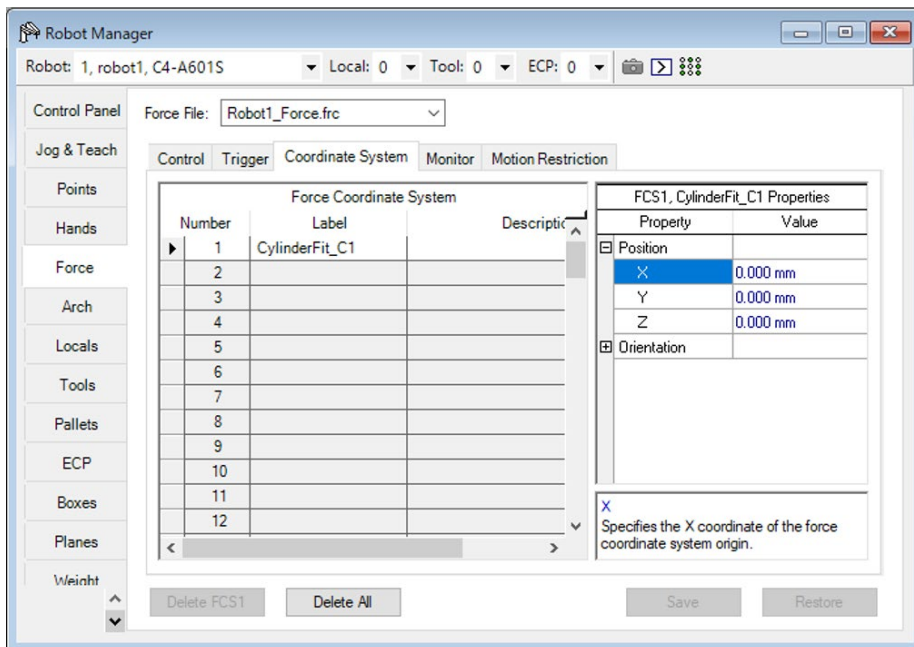 Robot Manager
Robot: 1, robot1, C4-A601S Local: 0 Tool: 0 ECP: 0
Control Panel
Jog & Teach
Points
Hands
Force
Arch
Locals
Tools
Pallets
ECP
Boxes
Planes
Weight
Force File: Robot1_Force.frc
Control Trigger Coordinate System Monitor Motion Restriction
Force Coordinate System
Number Label Descriptic
1 CylinderFit_C1
2
3
4
5
6
7
8
9
10
11
12
FCS1, CylinderFit_C1 Properties
Property Value
Position
X 0.000 mm
Y 0.000 mm
Z 0.000 mm
Orientation
X
Specifies the X coordinate of the force
coordinate system origin.
Delete FCS1 Delete All Save Restore